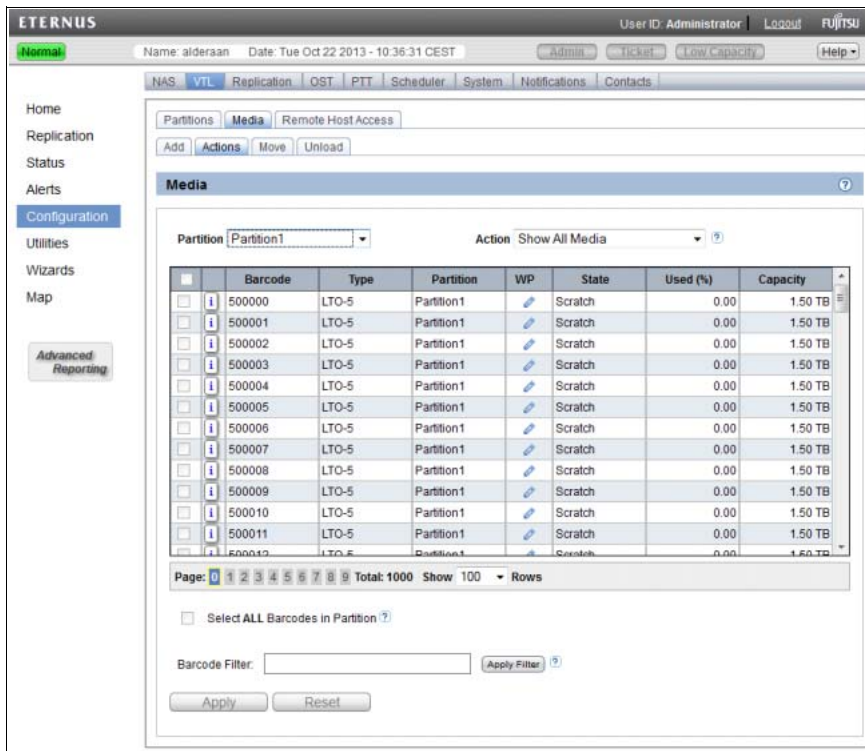 ETERNUS User ID: Administrator Logout FUJITSU
Normal Name: alderaan Date: Tue Oct 22 2013 - 10:36:31 CEST Admin Ticket Low Capacity Help
NAS VTL Replication OST PTT Scheduler System Notifications Contacts
Home
Replication
Status
Alerts
Configuration
Utilities
Wizards
Map
Advanced
Reporting
Partitions Media Remote Host Access
Add Actions Move Unload
Media ?
Partition Partition1 Action Show All Media ?
Barcode Type Partition WP State Used (%) Capacity
i 500000 LTO-5 Partition1 Scratch 0.00 1.50 TB
i 500001 LTO-5 Partition1 Scratch 0.00 1.50 TB
i 500002 LTO-5 Partition1 Scratch 0.00 1.50 TB
i 500003 LTO-5 Partition1 Scratch 0.00 1.50 TB
i 500004 LTO-5 Partition1 Scratch 0.00 1.50 TB
i 500005 LTO-5 Partition1 Scratch 0.00 1.50 TB
i 500006 LTO-5 Partition1 Scratch 0.00 1.50 TB
i 500007 LTO-5 Partition1 Scratch 0.00 1.50 TB
i 500008 LTO-5 Partition1 Scratch 0.00 1.50 TB
i 500009 LTO-5 Partition1 Scratch 0.00 1.50 TB
i 500010 LTO-5 Partition1 Scratch 0.00 1.50 TB
i 500011 LTO-5 Partition1 Scratch 0.00 1.50 TB
i 500012 LTO-5 Partition1 Scratch 0.00 1.50 TB
Page: 0 1 2 3 4 5 6 7 8 9 Total: 1000 Show 100 Rows
Select ALL Barcodes in Partition ?
Barcode Filter: Apply Filter ?
Apply Reset